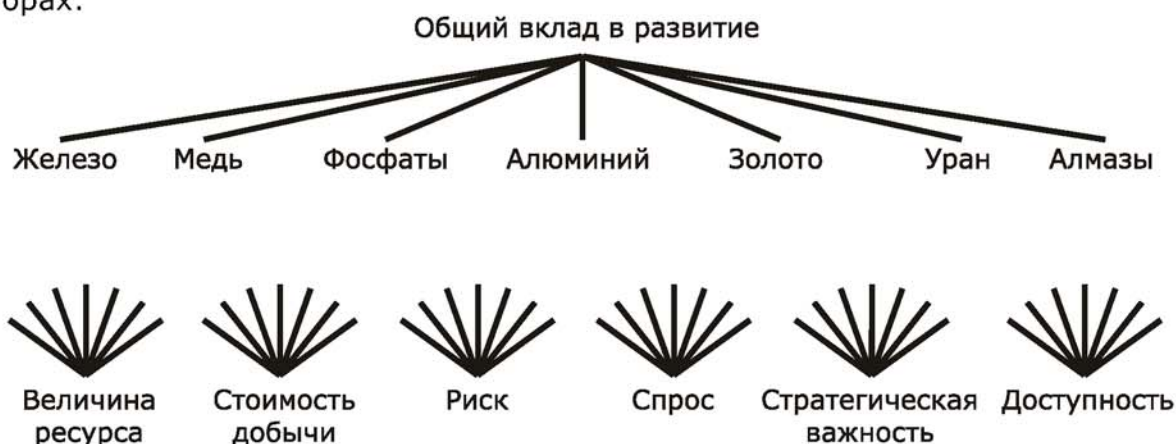 орах.
Общий вклад в развитие
Железо Медь Фосфаты Алюминий Золото Уран Алмазы
Величина Стоимость Риск Спрос Стратегическая Доступность
ресурса добычи важность